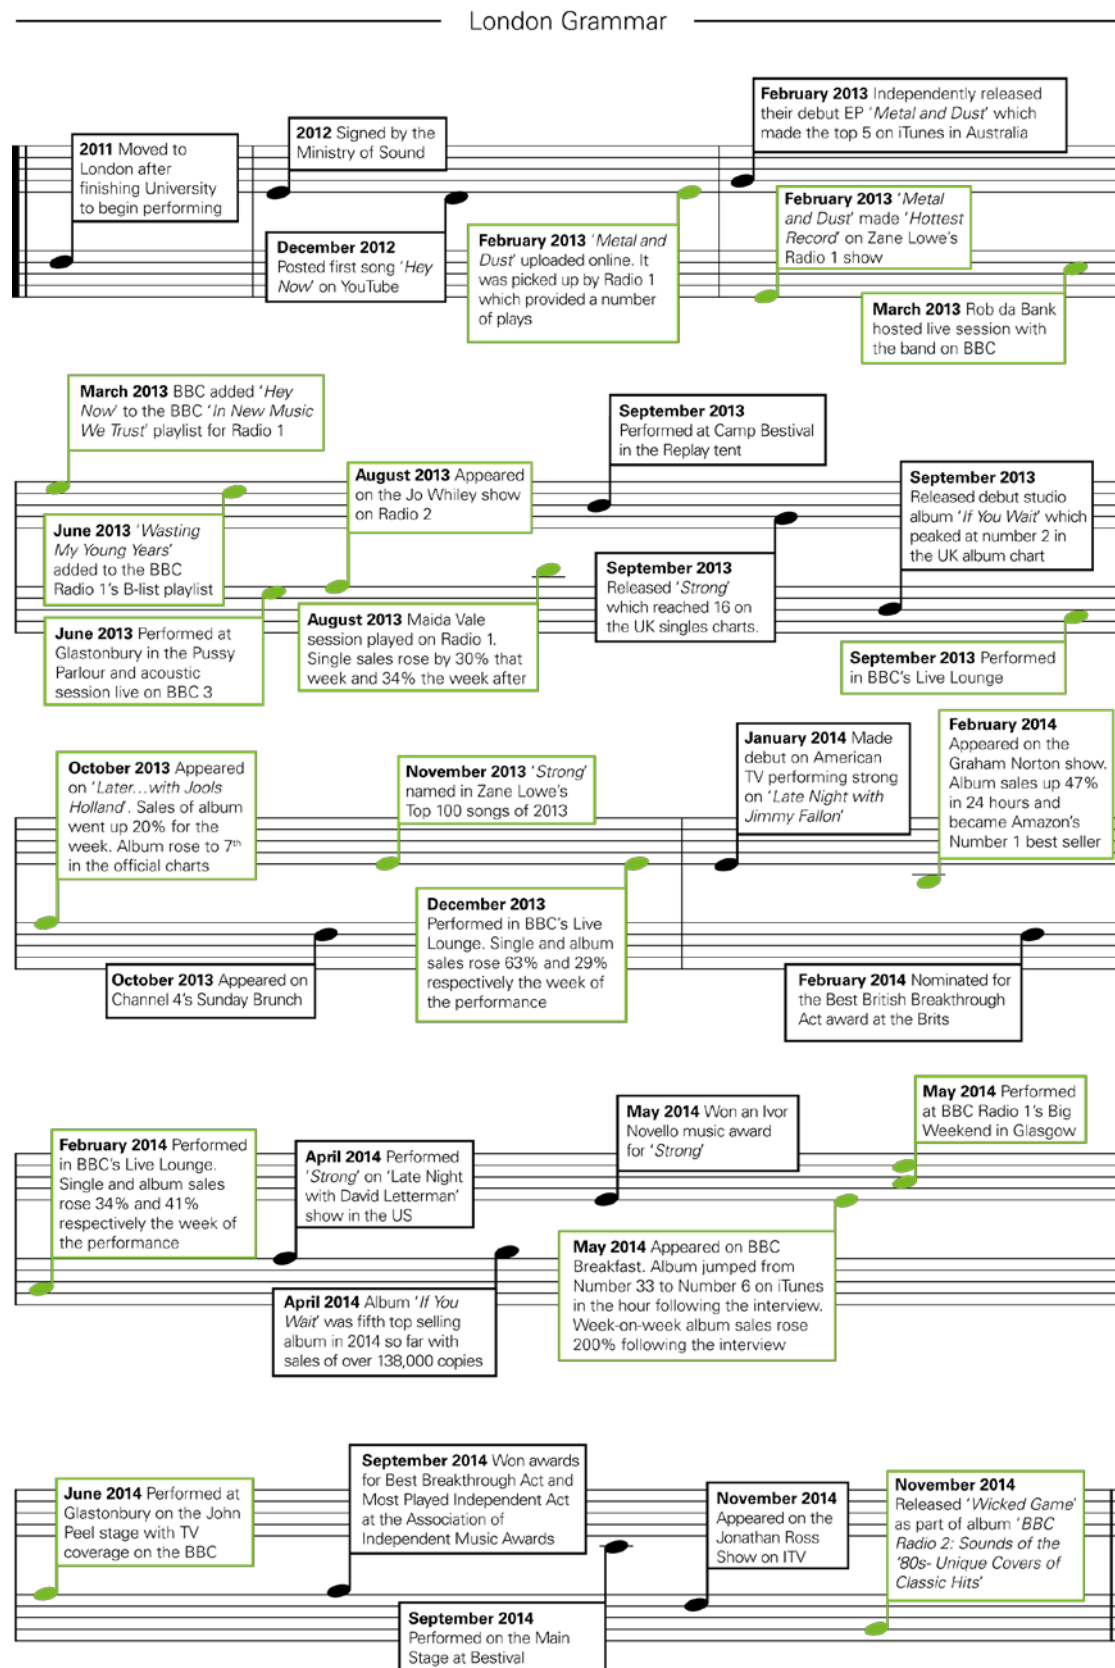 London Grammar
2011 Moved to
London after
finishing University
to begin performing
2012 Signed by the
Ministry of Sound
December 2012
Posted first song 'Hey
Now' on YouTube
February 2013 'Metal and
Dust' uploaded online. It
was picked up by Radio 1
which provided a number
of plays
February 2013 Independently released
their debut EP 'Metal and Dust' which
made the top 5 on iTunes in Australia
February 2013 'Metal
and Dust' made 'Hottest
Record' on Zane Lowe's
Radio 1 show
March 2013 Rob da Bank
hosted live session with
the band on BBC
March 2013 BBC added 'Hey
Now' to the BBC 'In New Music
We Trust' playlist for Radio 1
June 2013 'Wasting
My Young Years'
added to the BBC
Radio 1's B-list playlist
June 2013 Performed at
Glastonbury in the Pussy
Parlour and acoustic
session live on BBC 3
August 2013 Appeared
on the Jo Whiley show
on Radio 2
August 2013 Maida Vale
session played on Radio 1.
Single sales rose by 30% that
week and 34% the week after
September 2013
Performed at Camp Bestival
in the Replay tent
September 2013
Released 'Strong'
which reached 16 on
the UK singles charts.
September 2013
Released debut studio
album 'If You Wait' which
peaked at number 2 in
the UK album chart
September 2013 Performed
in BBC's Live Lounge
October 2013 Appeared
on 'Later...with Jools
Holland'. Sales of album
went up 20% for the
week. Album rose to 7th
in the official charts
October 2013 Appeared on
Channel 4's Sunday Brunch
November 2013 'Strong'
named in Zane Lowe's
Top 100 songs of 2013
December 2013
Performed in BBC's Live
Lounge. Single and album
sales rose 63% and 29%
respectively the week of
the performance
January 2014 Made
debut on American
TV performing strong
on 'Late Night with
Jimmy Fallon'
February 2014
Appeared on the
Graham Norton show.
Album sales up 47%
in 24 hours and
became Amazon's
Number 1 best seller
February 2014 Nominated for
the Best British Breakthrough
Act award at the Brits
February 2014 Performed
in BBC's Live Lounge.
Single and album sales
rose 34% and 41%
respectively the week of
the performance
April 2014 Performed
'Strong' on 'Late Night
with David Letterman'
show in the US
April 2014 Album 'If You
Wait' was fifth top selling
album in 2014 so far with
sales of over 138,000 copies
May 2014 Won an Ivor
Novello music award
for 'Strong'
May 2014 Appeared on BBC
Breakfast. Album jumped from
Number 33 to Number 6 on iTunes
in the hour following the interview.
Week-on-week album sales rose
200% following the interview
May 2014 Performed
at BBC Radio 1's Big
Weekend in Glasgow
June 2014 Performed at
Glastonbury on the John
Peel stage with TV
coverage on the BBC
September 2014 Won awards
for Best Breakthrough Act and
Most Played Independent Act
at the Association of
Independent Music Awards
September 2014
Performed on the Main
Stage at Bestival
November 2014
Appeared on the
Jonathan Ross
Show on ITV
November 2014
Released 'Wicked Game'
as part of album 'BBC
Radio 2: Sounds of the
'80s- Unique Covers of
Classic Hits'